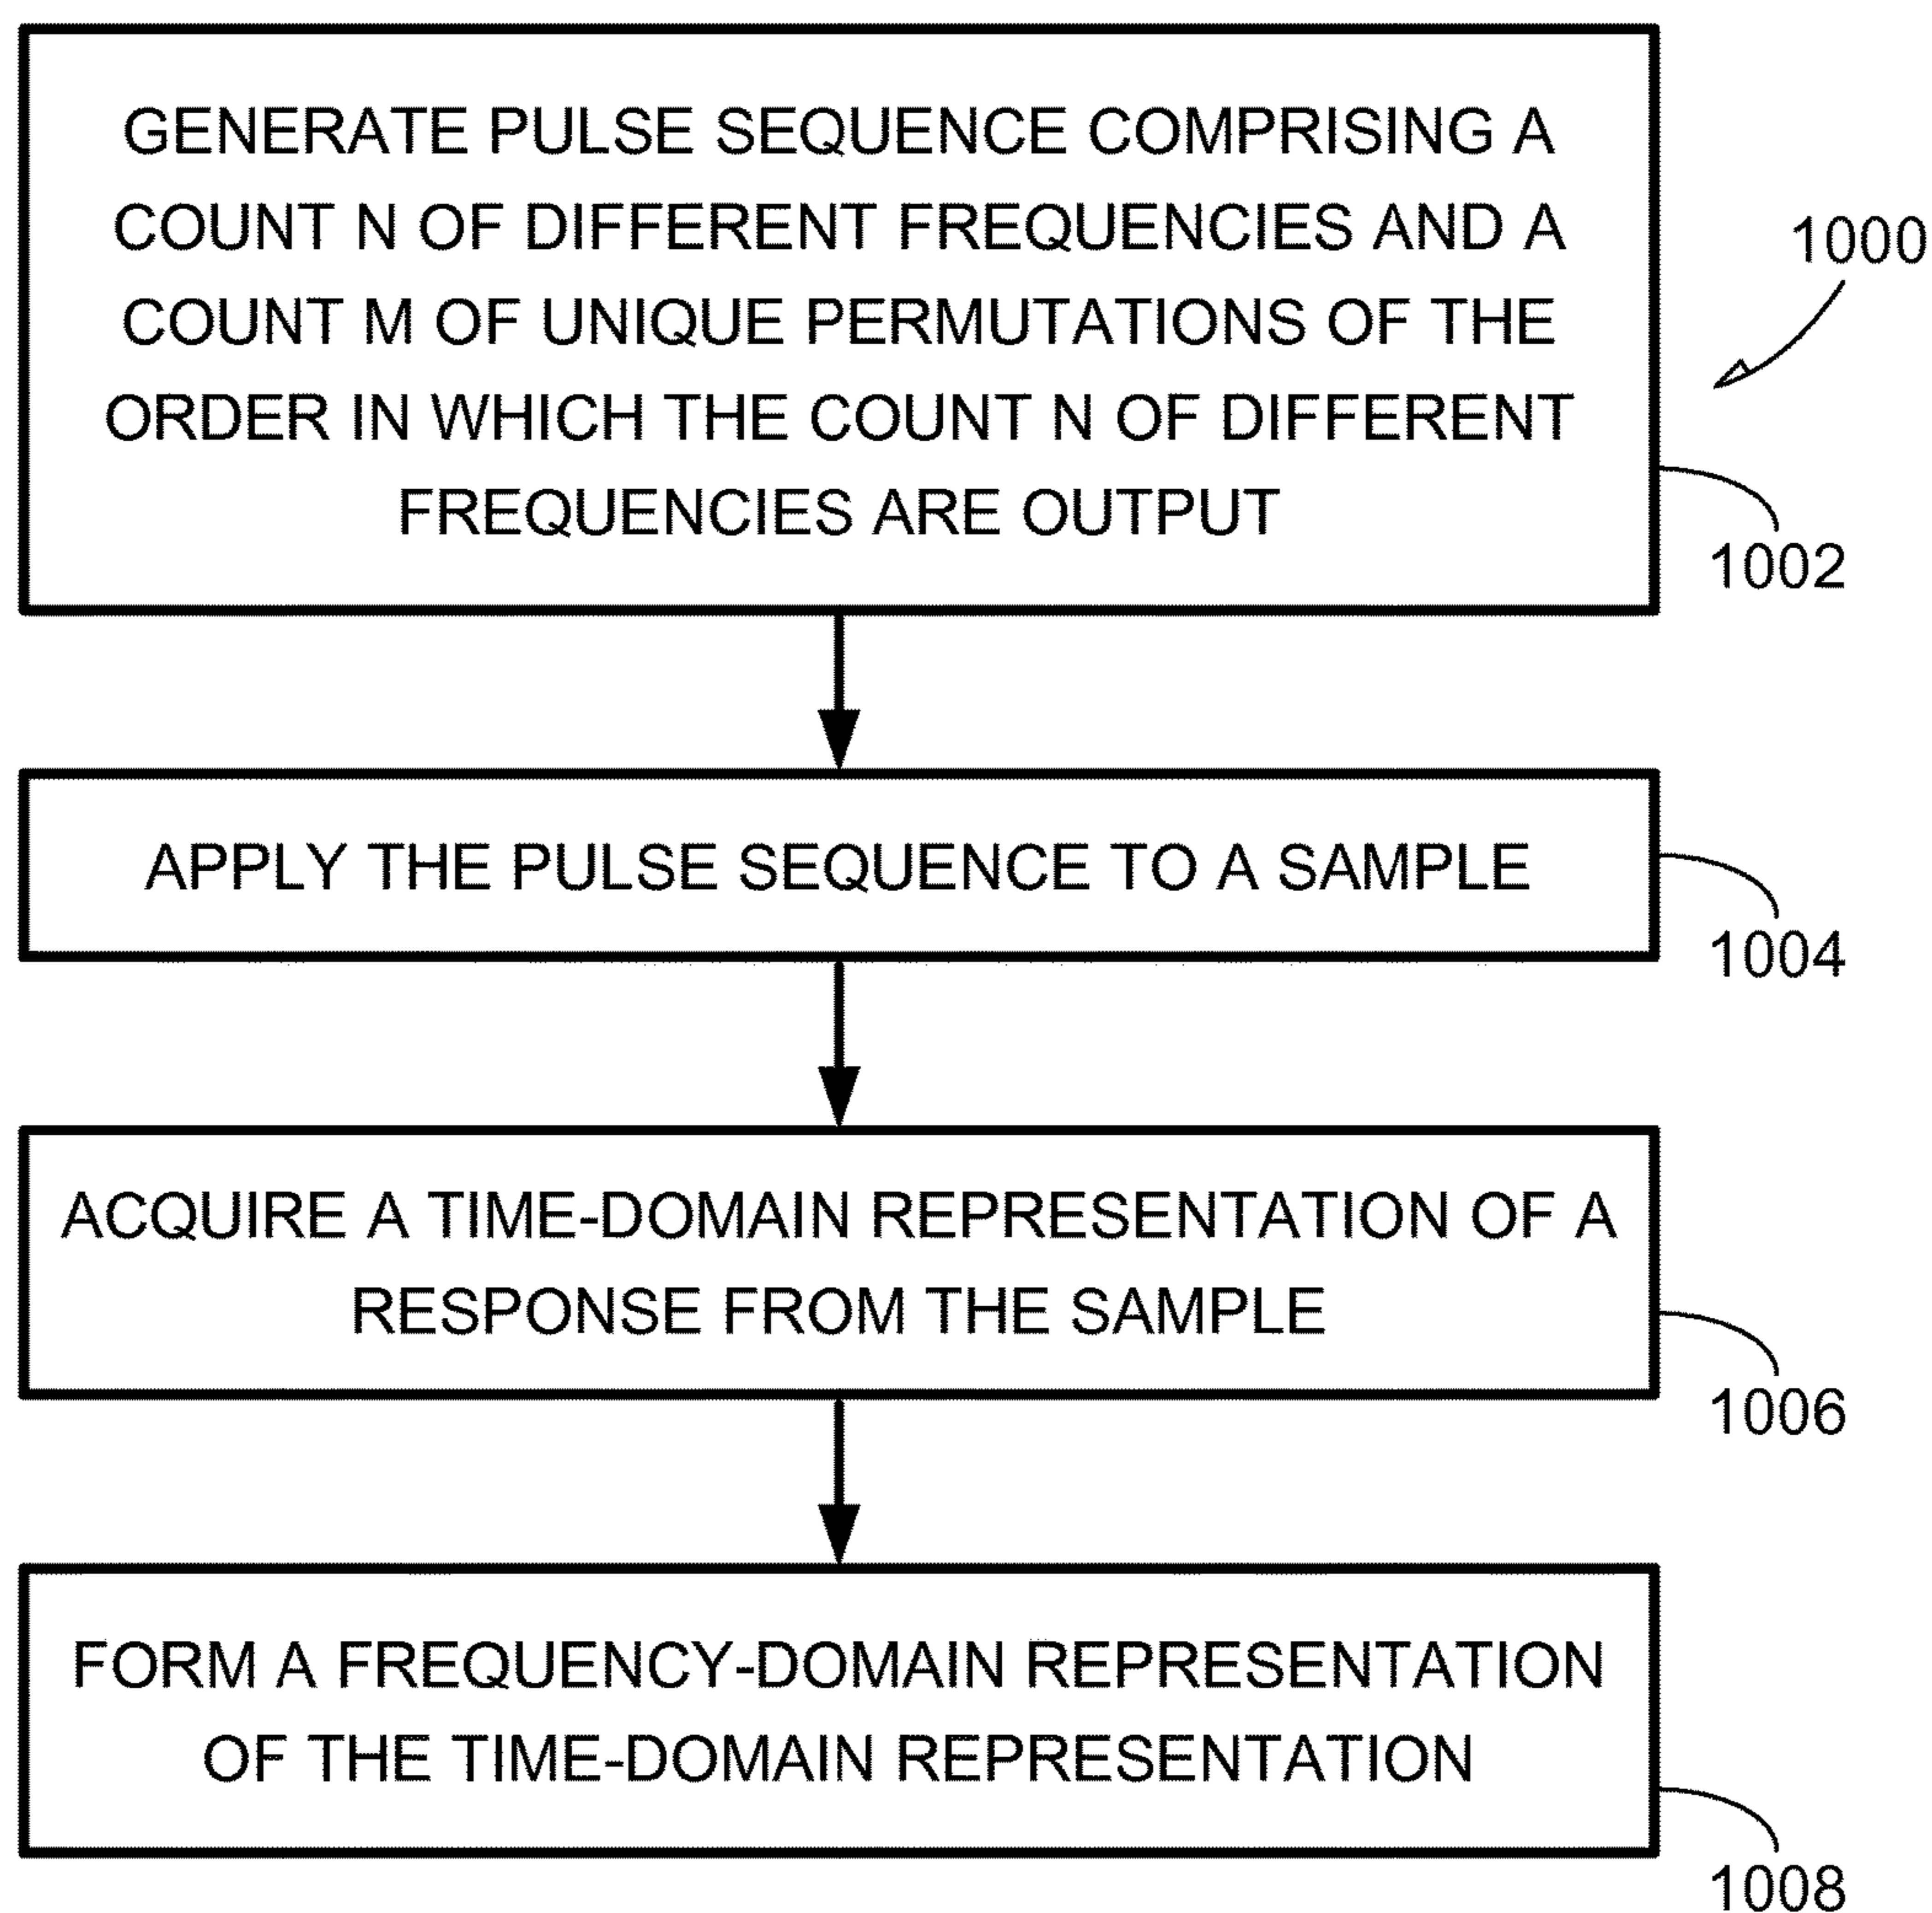 GENERATE PULSE SEQUENCE COMPRISING A
COUNT N OF DIFFERENT FREQUENCIES AND A
COUNT M OF UNIQUE PERMUTATIONS OF THE
ORDER IN WHICH THE COUNT N OF DIFFERENT
FREQUENCIES ARE OUTPUT
1000
1002
APPLY THE PULSE SEQUENCE TO A SAMPLE
1004
ACQUIRE A TIME-DOMAIN REPRESENTATION OF A
RESPONSE FROM THE SAMPLE
1006
FORM A FREQUENCY-DOMAIN REPRESENTATION
OF THE TIME-DOMAIN REPRESENTATION
1008